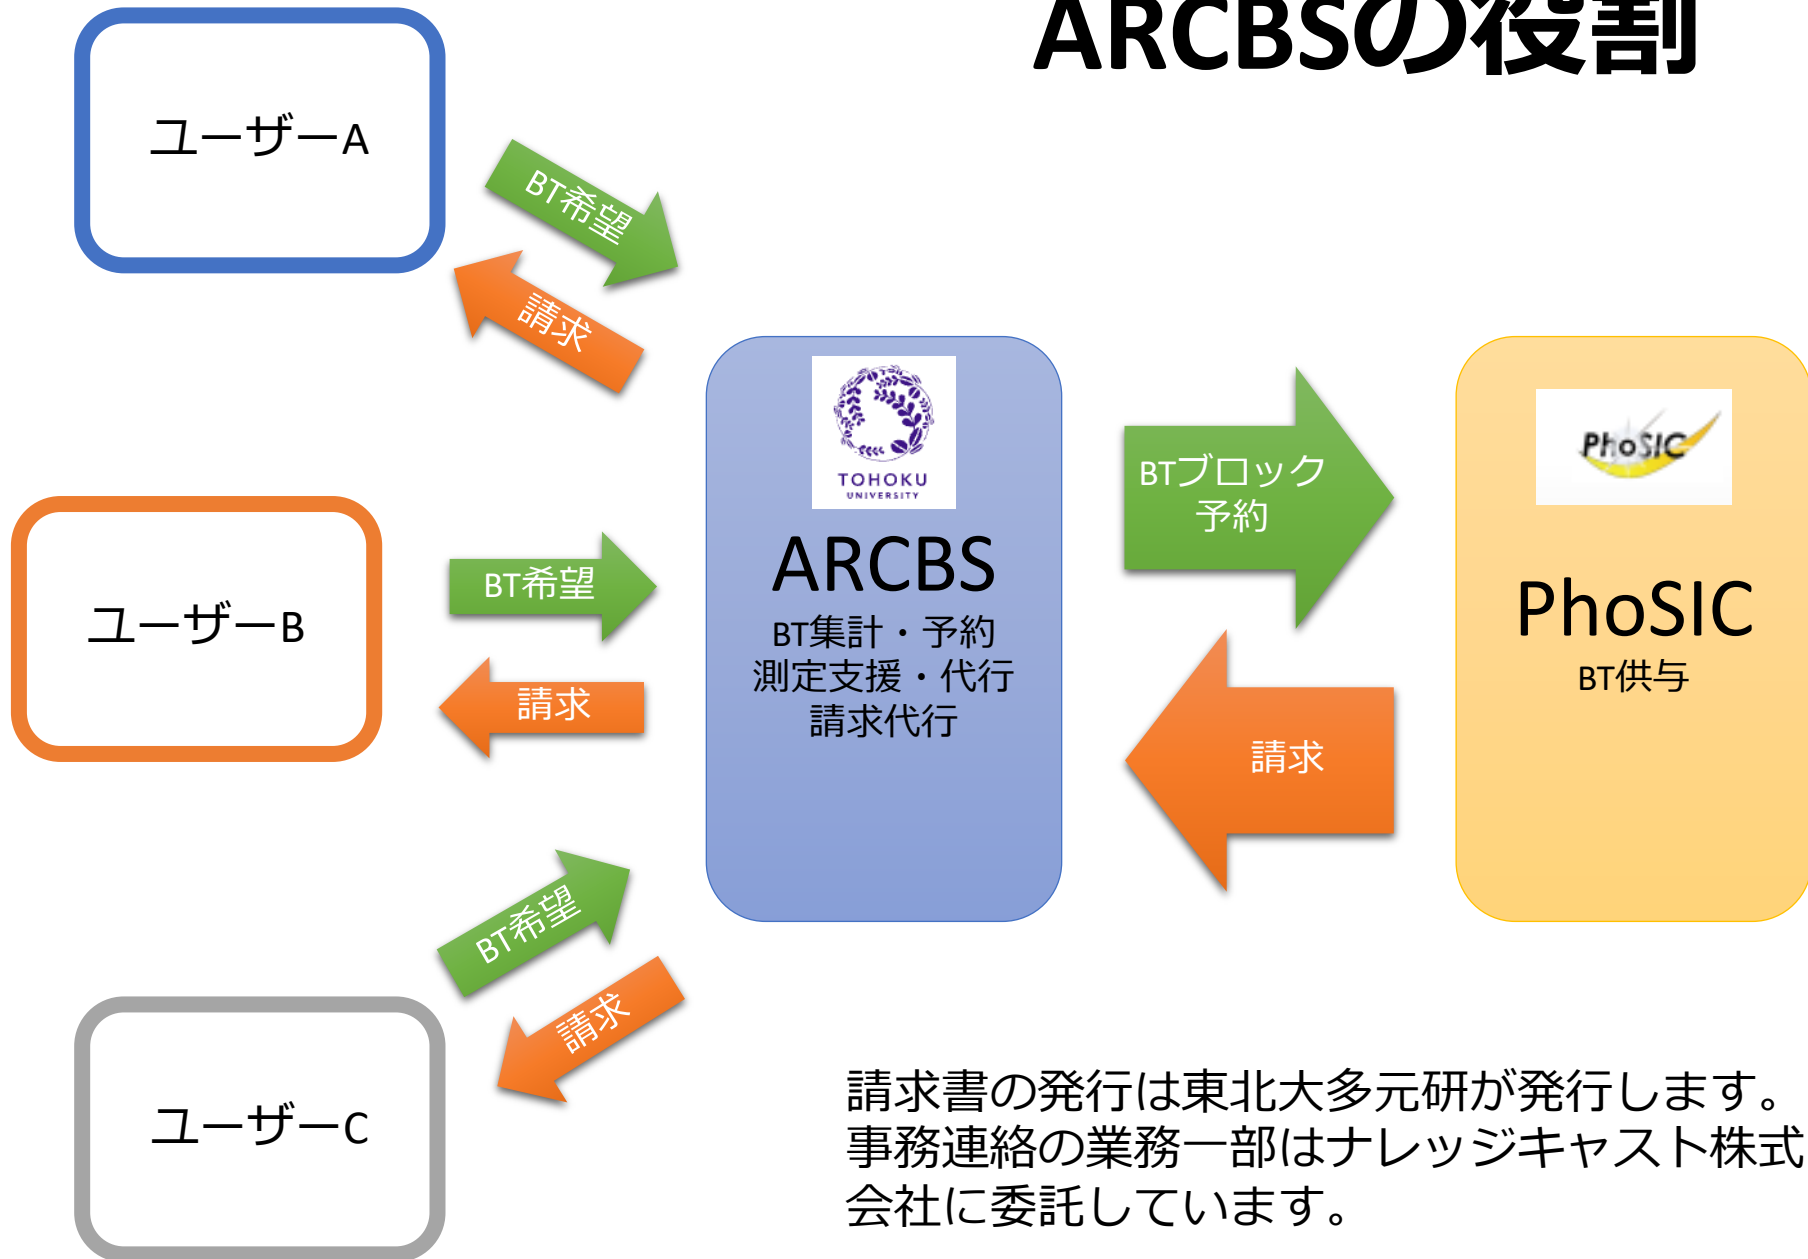 ARCBSの役割
ユーザーA
BT希望
請求
ユーザーB
BT希望
請求
ユーザーC
BT希望
請求
TOHOKU
UNIVERSITY
ARCBS
BT集計・予約
測定支援・代行
請求代行
BTブロック
予約
請求
PhoSIC
PhoSIC
BT供与
請求書の発行は東北大多元研が発行します。
事務連絡の業務一部はナレッジキャスト株式
会社に委託しています。